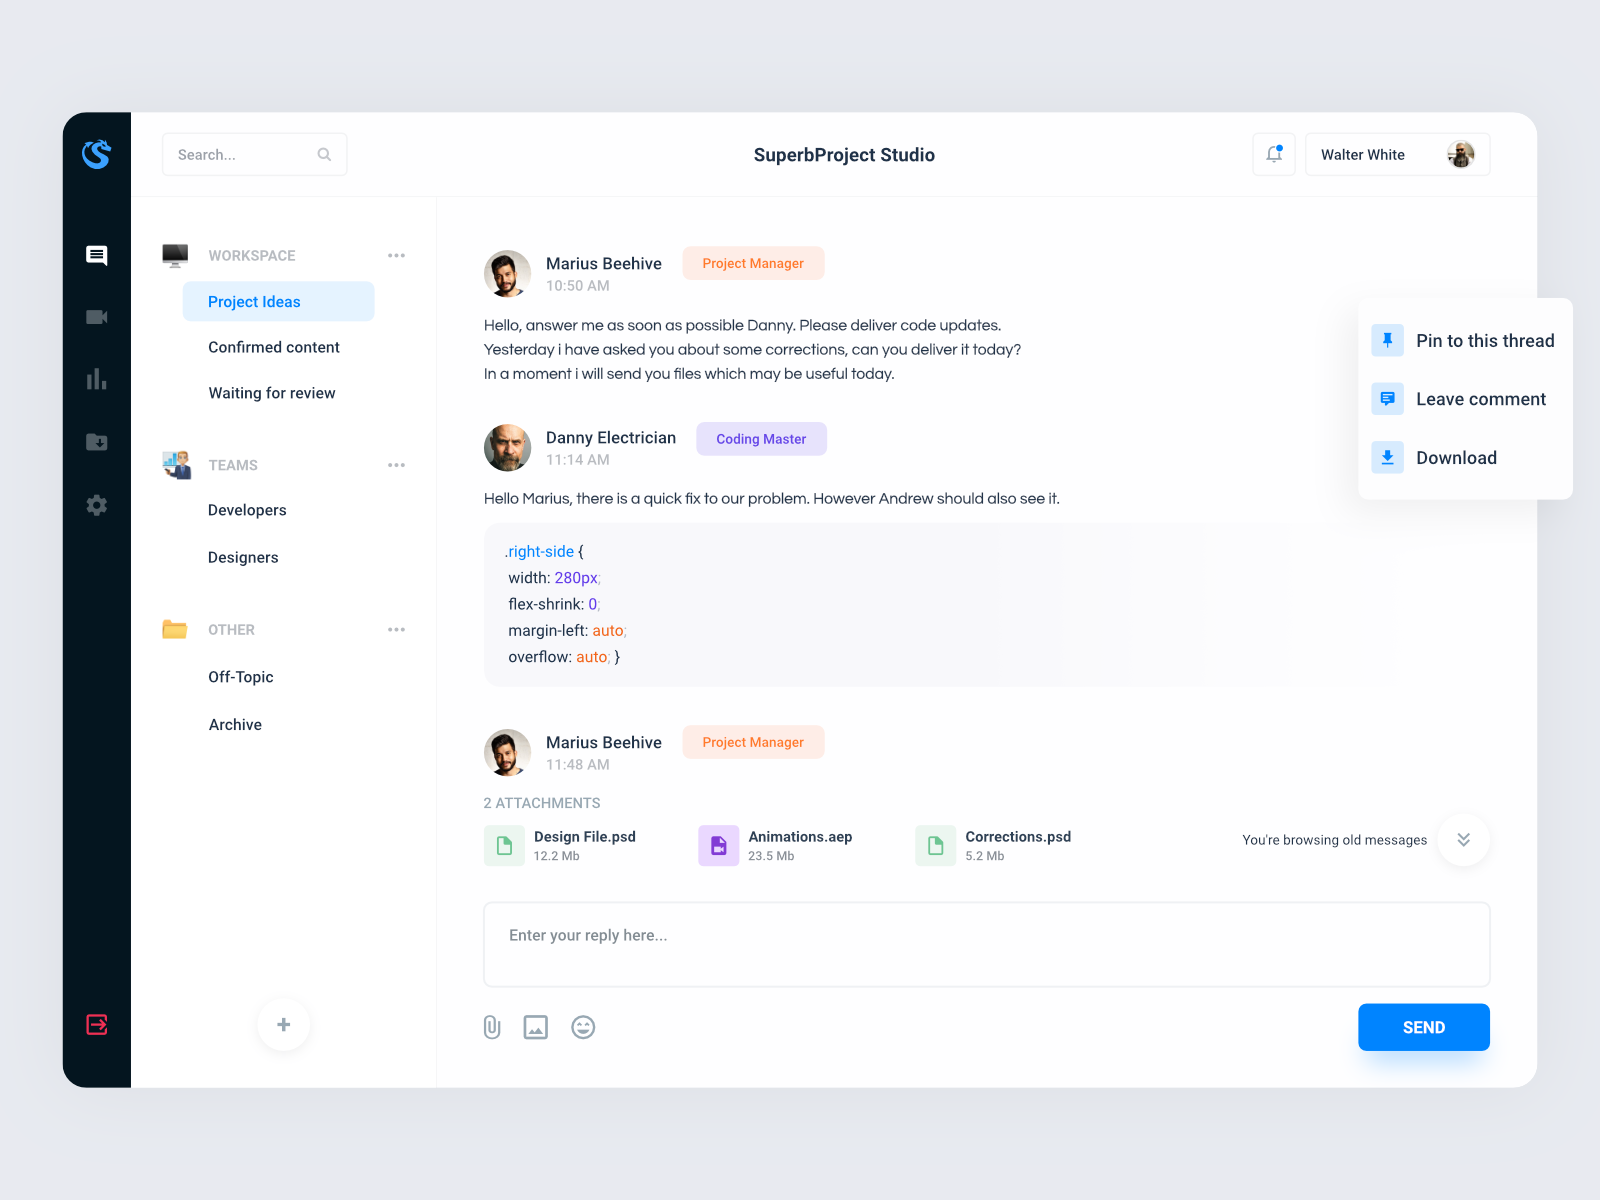 Search...
SuperbProject Studio
Walter White
WORKSPACE
Project Ideas
Confirmed content
Waiting for review
TEAMS
Developers
Designers
OTHER
Off-Topic
Archive
Marius Beehive
Project Manager
10:50 AM
Hello, answer me as soon as possible Danny. Please deliver code updates.
Yesterday i have asked you about some corrections, can you deliver it today?
In a moment i will send you files which may be useful today.
Danny Electrician
Coding Master
11:14 AM
Hello Marius, there is a quick fix to our problem. However Andrew should also see it.
.right-side {
width: 280px;
flex-shrink: 0;
margin-left: auto;
overflow: auto; }
Marius Beehive
Project Manager
11:48 AM
2 ATTACHMENTS
Design File.psd
12.2 Mb
Animations.aep
23.5 Mb
Corrections.psd
5.2 Mb
You're browsing old messages
Enter your reply here...
SEND
Pin to this thread
Leave comment
Download